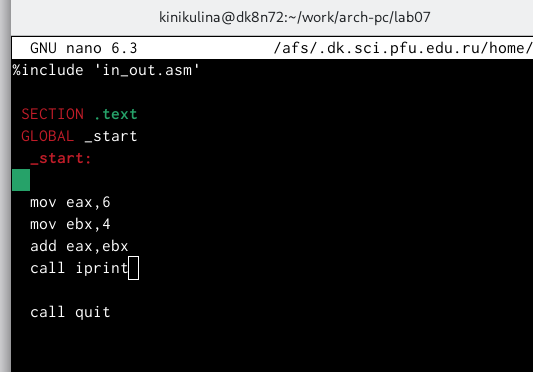 kinikulina@dk8n72:~/work/arch-pc/lab07
GNU nano 6.3 /afs/.dk.sci.pfu.edu.ru/home/
%include 'in_out.asm'
SECTION .text
GLOBAL _start
_start:
mov eax,6
mov ebx,4
add eax,ebx
call iprint
call quit